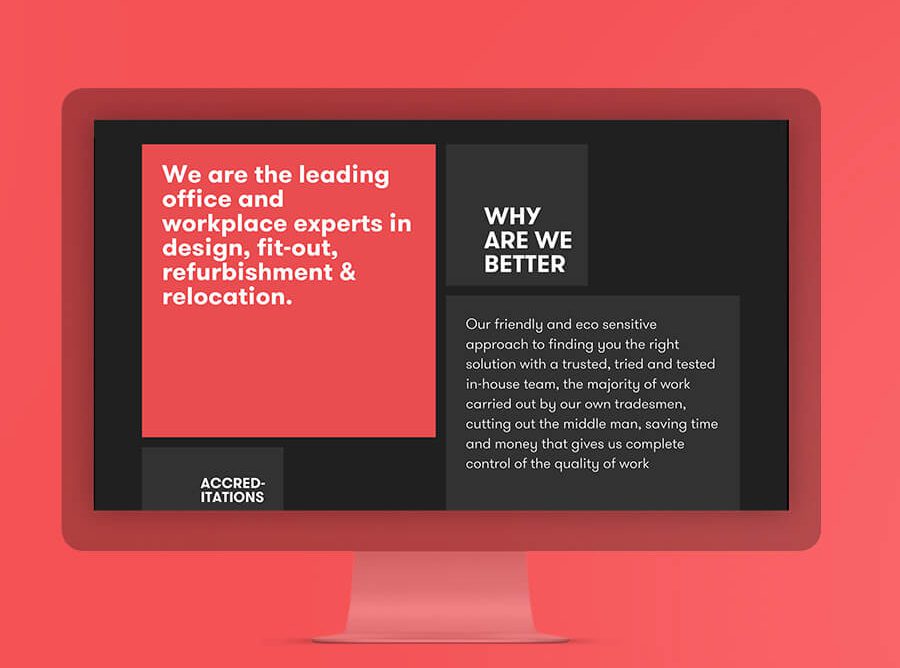 We are the leading
office and
workplace experts in
design, fit-out,
refurbishment &
relocation.
WHY
ARE WE
BETTER
Our friendly and eco sensitive
approach to finding you the right
solution with a trusted, tried and tested
in-house team, the majority of work
carried out by our own tradesmen,
cutting out the middle man, saving time
and money that gives us complete
control of the quality of work
ACCRED-
ITATIONS